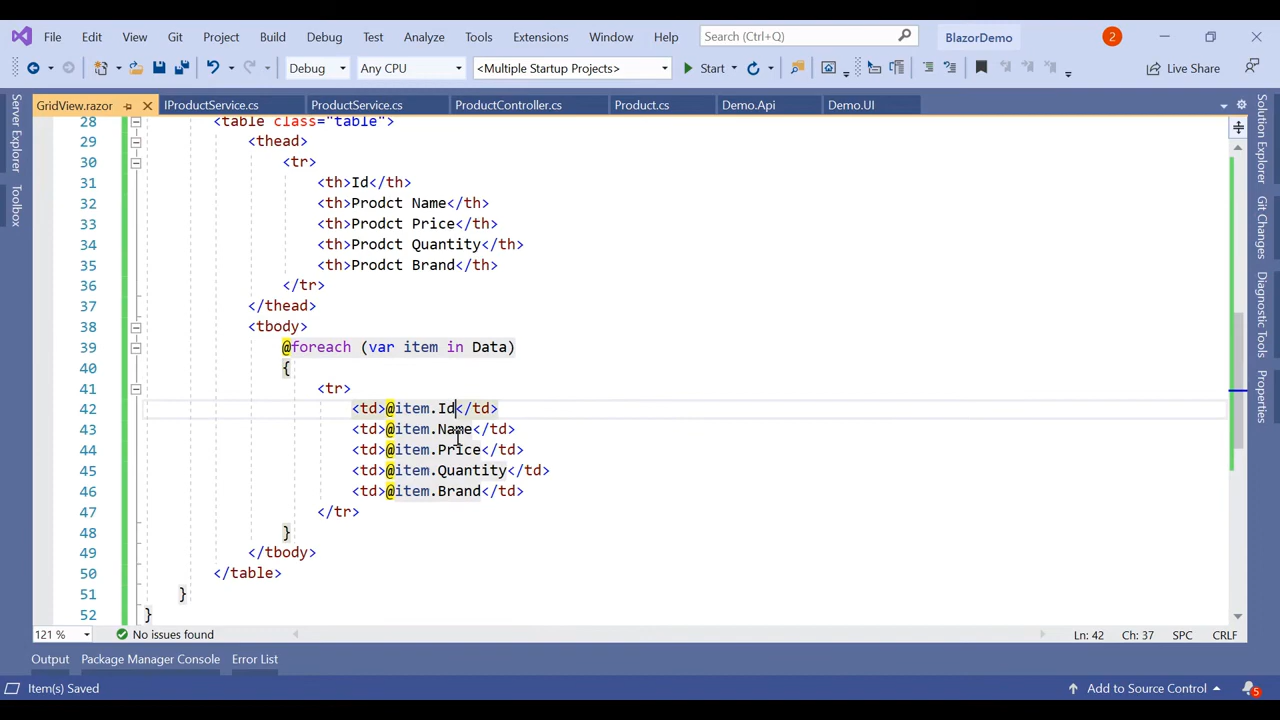 File Edit View Git Project Build Debug Test Analyze Tools Extensions Window Help Search (Ctrl+Q) BlazorDemo 2
Debug Any CPU <Multiple Startup Projects> Start Live Share
GridView.razor IProductService.cs ProductService.cs ProductController.cs Product.cs Demo.Api Demo.UI
Server Explorer
Toolbox
28 <table class="table">
29 <thead>
30 <tr>
31 <th>Id</th>
32 <th>Prodct Name</th>
33 <th>Prodct Price</th>
34 <th>Prodct Quantity</th>
35 <th>Prodct Brand</th>
36 </tr>
37 </thead>
38 <tbody>
39 @foreach (var item in Data)
40 {
41 <tr>
42 <td>@item.Id</td>
43 <td>@item.Name</td>
44 <td>@item.Price</td>
45 <td>@item.Quantity</td>
46 <td>@item.Brand</td>
47 </tr>
48 }
49 </tbody>
50 </table>
51 }
52 }
Solution Explorer
Git Changes
Diagnostic Tools
Properties
121 % No issues found Ln: 42 Ch: 37 SPC CRLF
Output Package Manager Console Error List
Item(s) Saved Add to Source Control 5